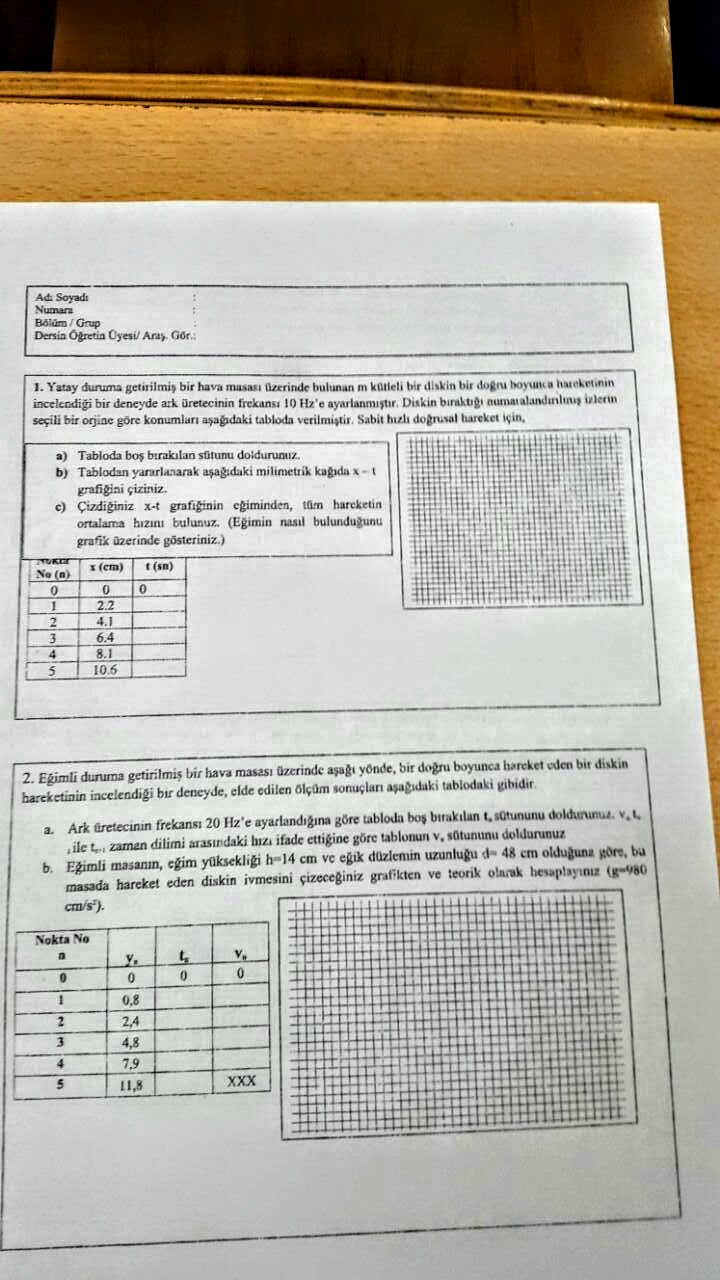 Adı Soyadı :
Numara :
Bölüm / Grup :
Dersin Öğretin Üyesi/ Araş. Gör.:
1. Yatay duruma getirilmiş bir hava masası üzerinde bulunan m kütleli bir diskin bir doğru boyunca hareketinin
incelendiği bir deneyde ark üretecinin frekansı 10 Hz'e ayarlanmıştır. Diskin bıraktığı numaralandırılmış izlerin
seçili bir orjine göre konumları aşağıdaki tabloda verilmiştir. Sabit hızlı doğrusal hareket için,
a) Tabloda boş bırakılan sütunu doldurunuz.
b) Tablodan yararlanarak aşağıdaki milimetrik kağıda x – t
grafiğini çiziniz.
c) Çizdiğiniz x-t grafiğinin eğiminden, tüm hareketin
ortalama hızını bulunuz. (Eğimin nasıl bulunduğunu
grafik üzerinde gösteriniz.)
No (n) x (cm) t (sn)
0 0 0
1 2.2
2 4.1
3 6.4
4 8.1
5 10.6
2. Eğimli duruma getirilmiş bir hava masası üzerinde aşağı yönde, bir doğru boyunca hareket eden bir diskin
hareketinin incelendiği bir deneyde, elde edilen ölçüm sonuçları aşağıdaki tablodaki gibidir.
a. Ark üretecinin frekansı 20 Hz'e ayarlandığına göre tabloda boş bırakılan tₙ sütununu doldurunuz. vₙ tₙ
, ile tₙ₊₁ zaman dilimi arasındaki hızı ifade ettiğine göre tablonun vₙ sütununu doldurunuz
b. Eğimli masanın, eğim yüksekliği h=14 cm ve eğik düzlemin uzunluğu d= 48 cm olduğuna göre, bu
masada hareket eden diskin ivmesini çizeceğiniz grafikten ve teorik olarak hesaplayınız (g=980
cm/s²).
Nokta No
n yₙ tₙ vₙ
0 0 0 0
1 0,8
2 2,4
3 4,8
4 7,9
5 11,8 XXX